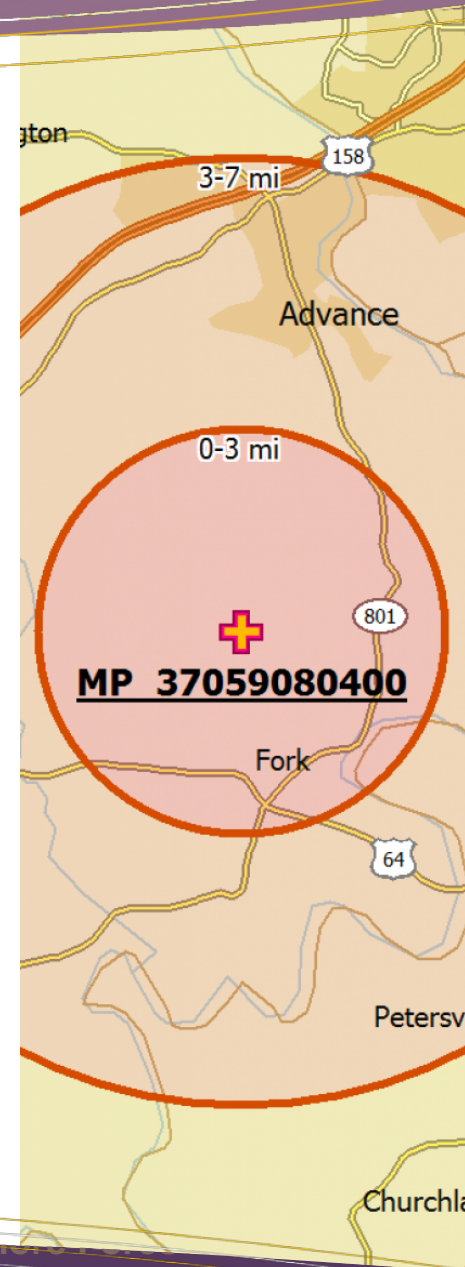 158
gton
3-7 mi
Advance
0-3 mi
801
MP 37059080400
Fork
64
Petersv
Churchla